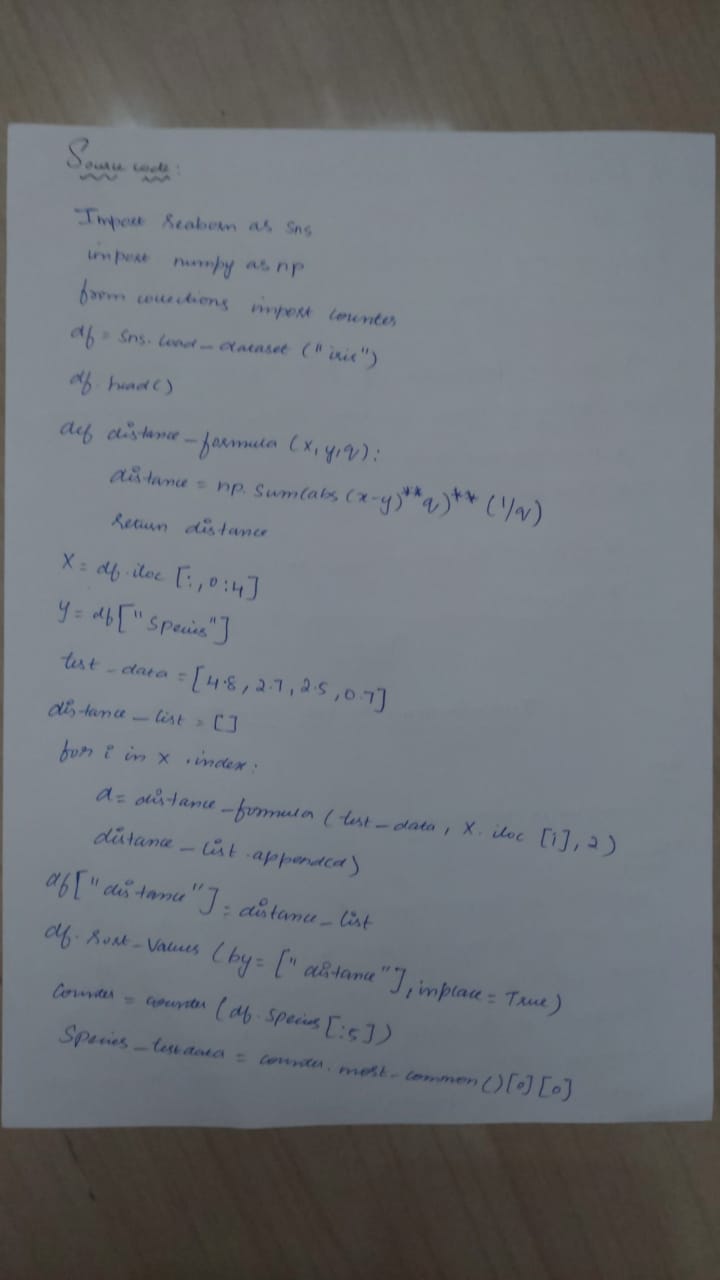 Source code:
Import seaborn as sns
import numpy as np
from collections import counter
df = sns.load_dataset ("iris")
df.head()
def distance_formula (x,y,q):
distance = np.sum(abs (x-y)**q)** (1/q)
return distance
X = df.iloc [:,0:4]
y = df["species"]
test_data = [4.8, 2.7, 2.5, 0.7]
distance_list = []
for i in x .index:
d = distance_formula (test_data, X.iloc [i], 2)
distance_list.append(d)
df["distance"] = distance_list
df.sort_values (by= ["distance"], inplace = True)
counter = counter (df.species [:5])
Species_testdata = counter.most_common()[0][0]